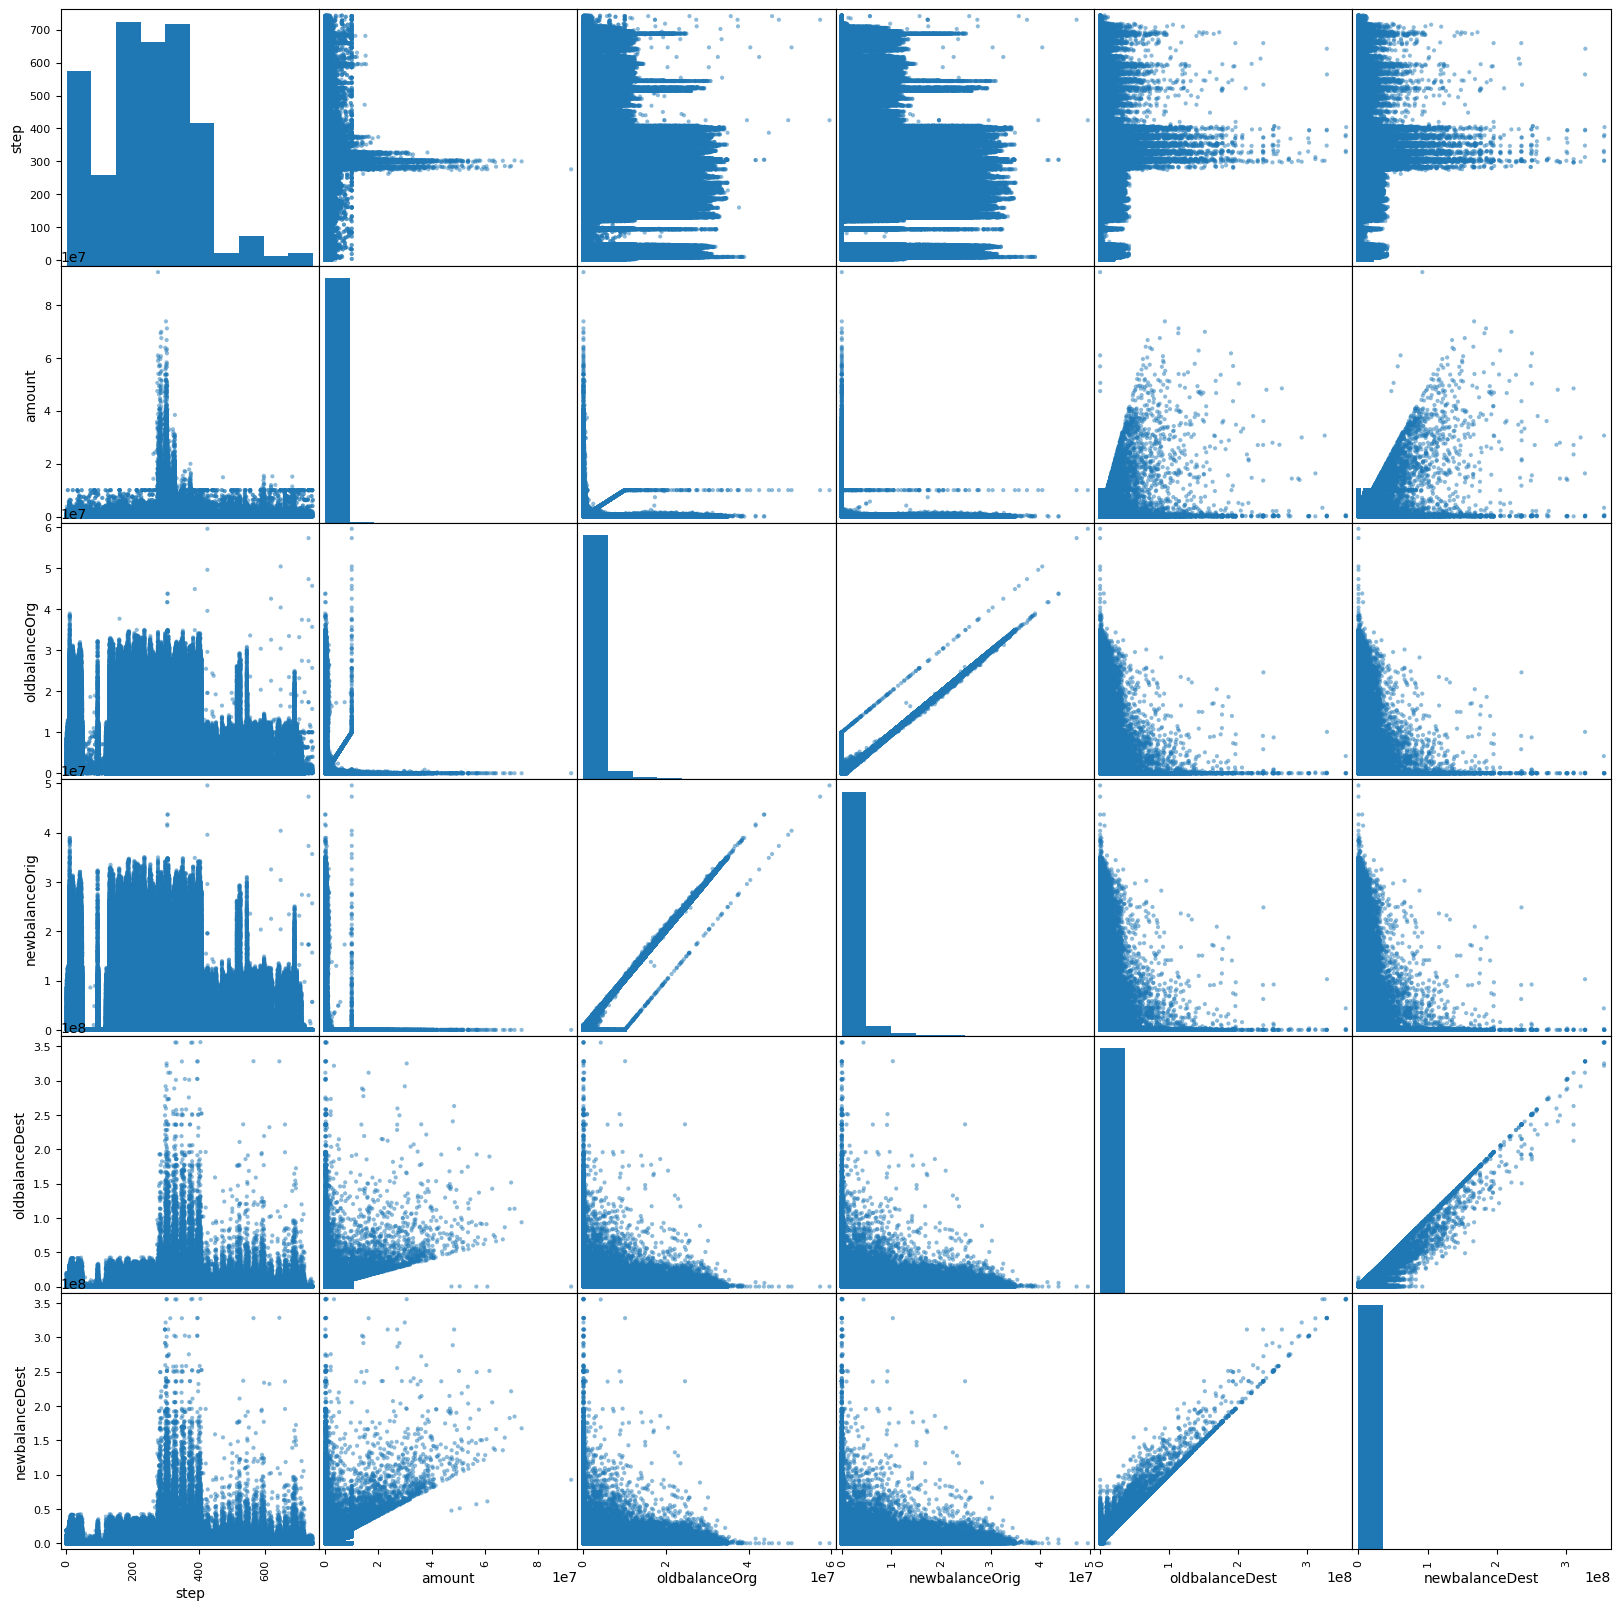 700
600
500
400
300
200
100
0
step
1e7
8
6
4
2
0
amount
1e7
6
5
4
3
2
1
0
oldbalanceOrg
1e7
5
4
3
2
1
0
newbalanceOrig
1e8
3.5
3.0
2.5
2.0
1.5
1.0
0.5
0.0
oldbalanceDest
1e8
3.5
3.0
2.5
2.0
1.5
1.0
0.5
0.0
newbalanceDest
0 200 400 600
step
0 2 4 6 8
amount 1e7
0 2 4 6
oldbalanceOrg 1e7
0 1 2 3 4 5
newbalanceOrig 1e7
0 1 2 3
oldbalanceDest 1e8
0 1 2 3
newbalanceDest 1e8